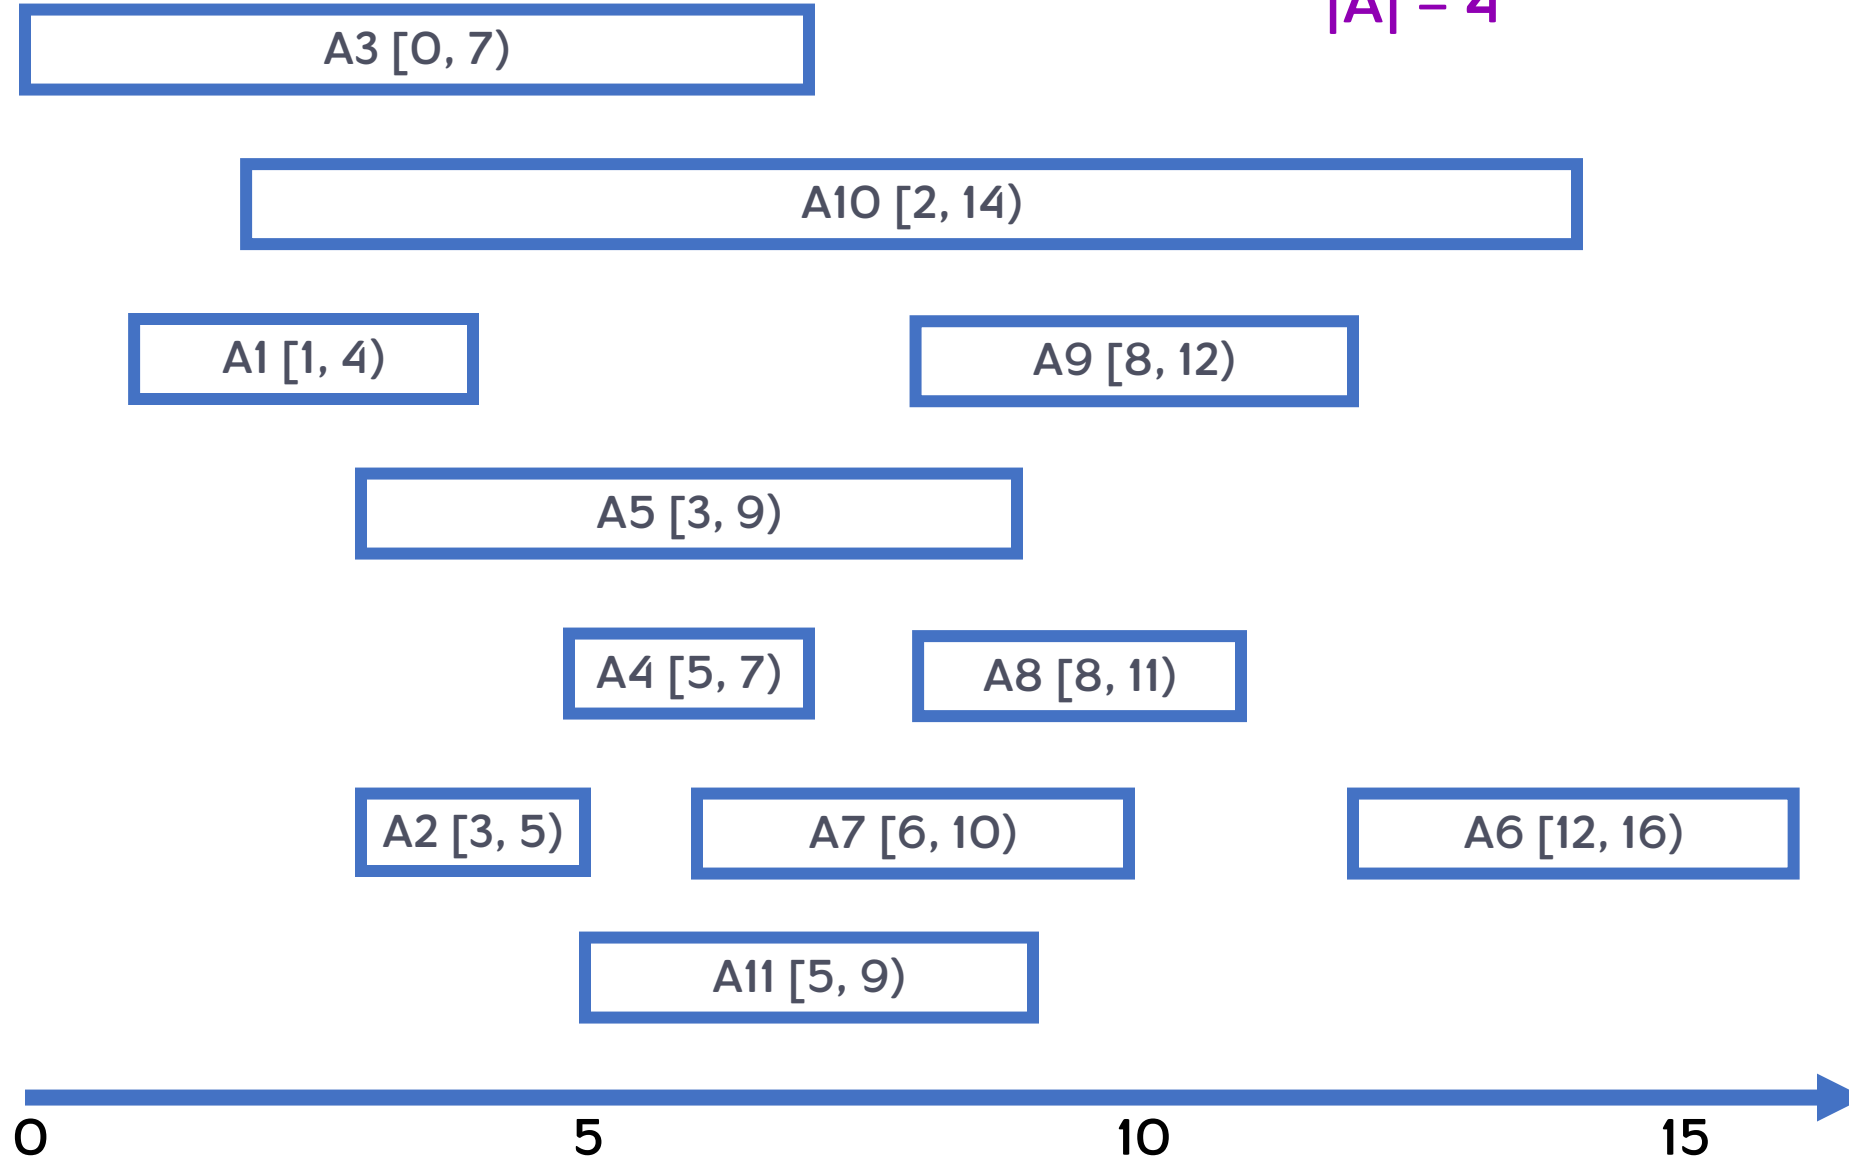 |A| = 4
A3 [0, 7)
A10 [2, 14)
A1 [1, 4)
A9 [8, 12)
A5 [3, 9)
A4 [5, 7)
A8 [8, 11)
A2 [3, 5)
A7 [6, 10)
A6 [12, 16)
A11 [5, 9)
0 5 10 15